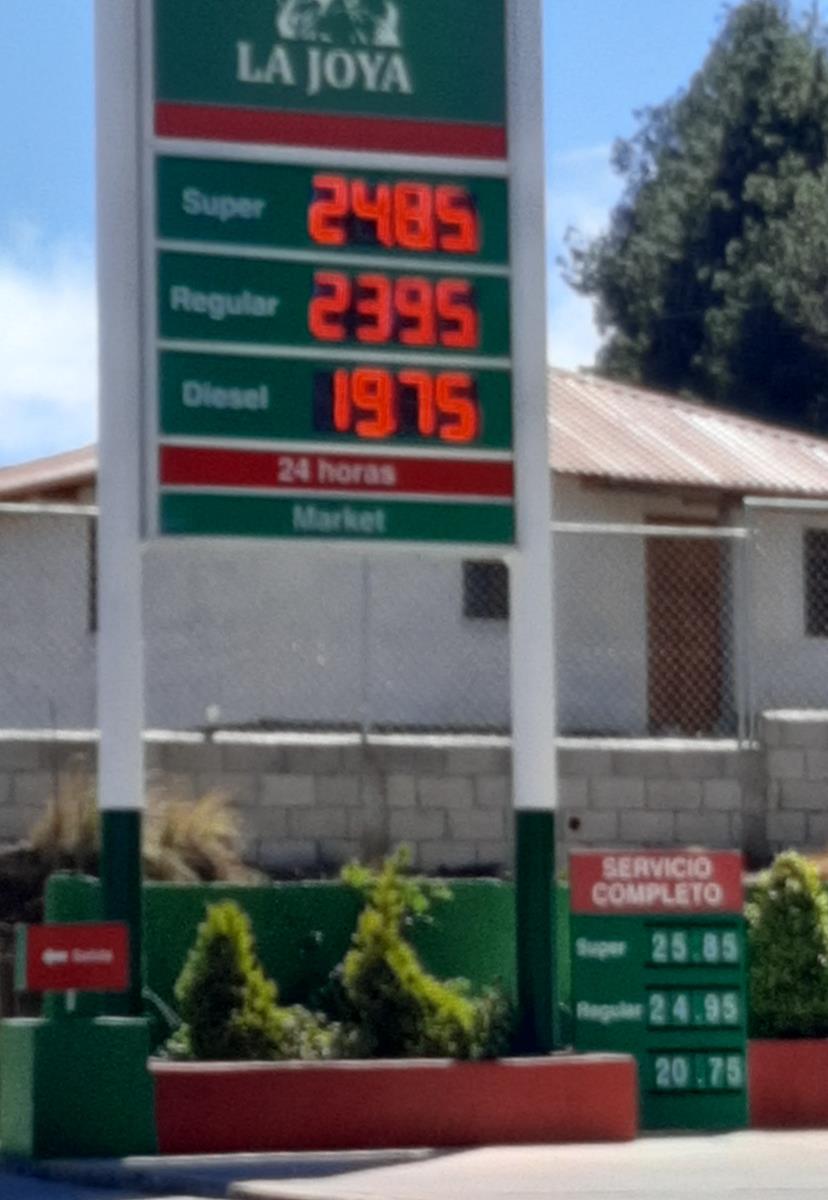 LA JOYA
Super 2485
Regular 2395
Diesel 1975
24 horas
Market
Salida
SERVICIO
COMPLETO
Super 25.85
Regular 24.95
20.75